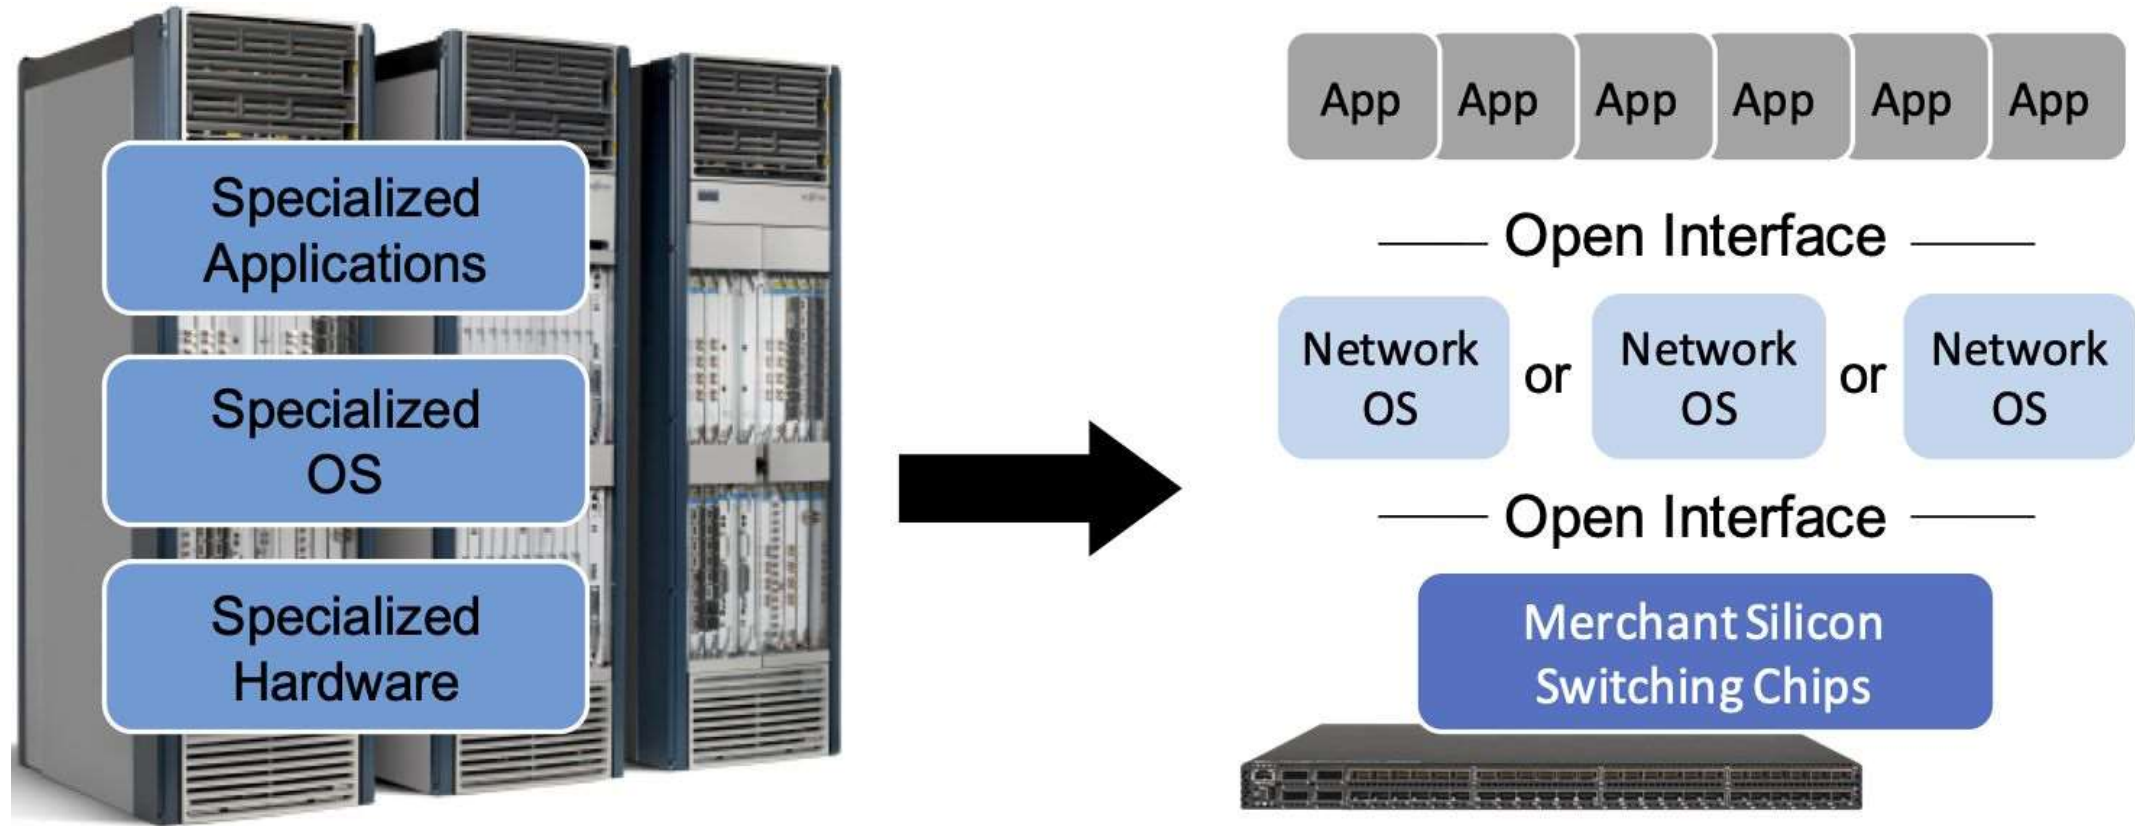 Specialized
Applications
Specialized
OS
Specialized
Hardware
App App App App App App
Open Interface
Network
OS
or
Network
OS
or
Network
OS
Open Interface
Merchant Silicon
Switching Chips